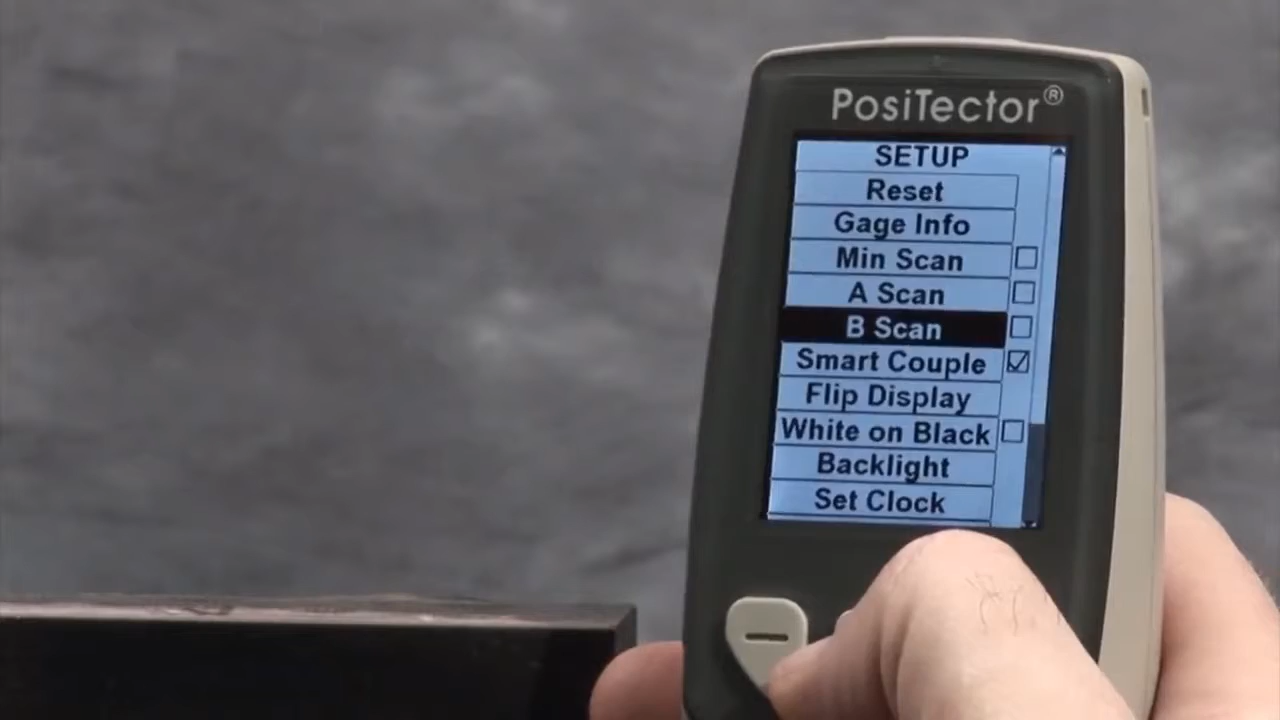 PosiTector®
SETUP
Reset
Gage Info
Min Scan
A Scan
B Scan
Smart Couple
Flip Display
White on Black
Backlight
Set Clock